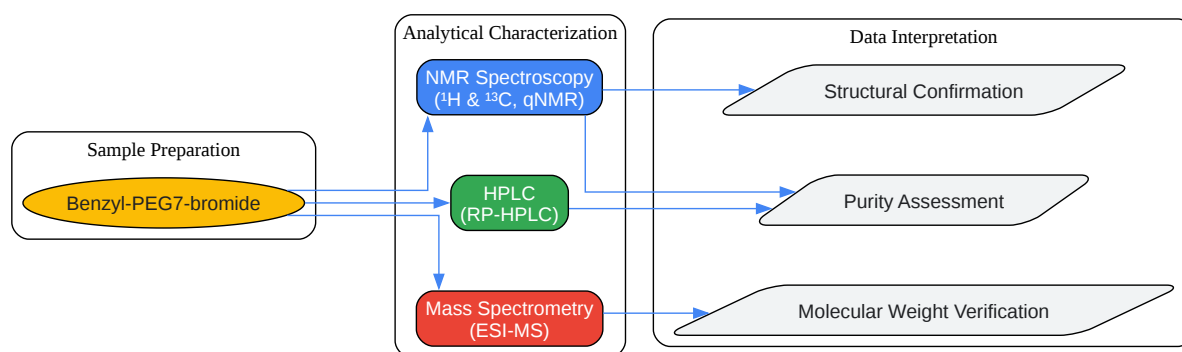 Sample Preparation
Benzyl-PEG7-bromide
Analytical Characterization
NMR Spectroscopy
(¹H & ¹³C, qNMR)
HPLC
(RP-HPLC)
Mass Spectrometry
(ESI-MS)
Data Interpretation
Structural Confirmation
Purity Assessment
Molecular Weight Verification